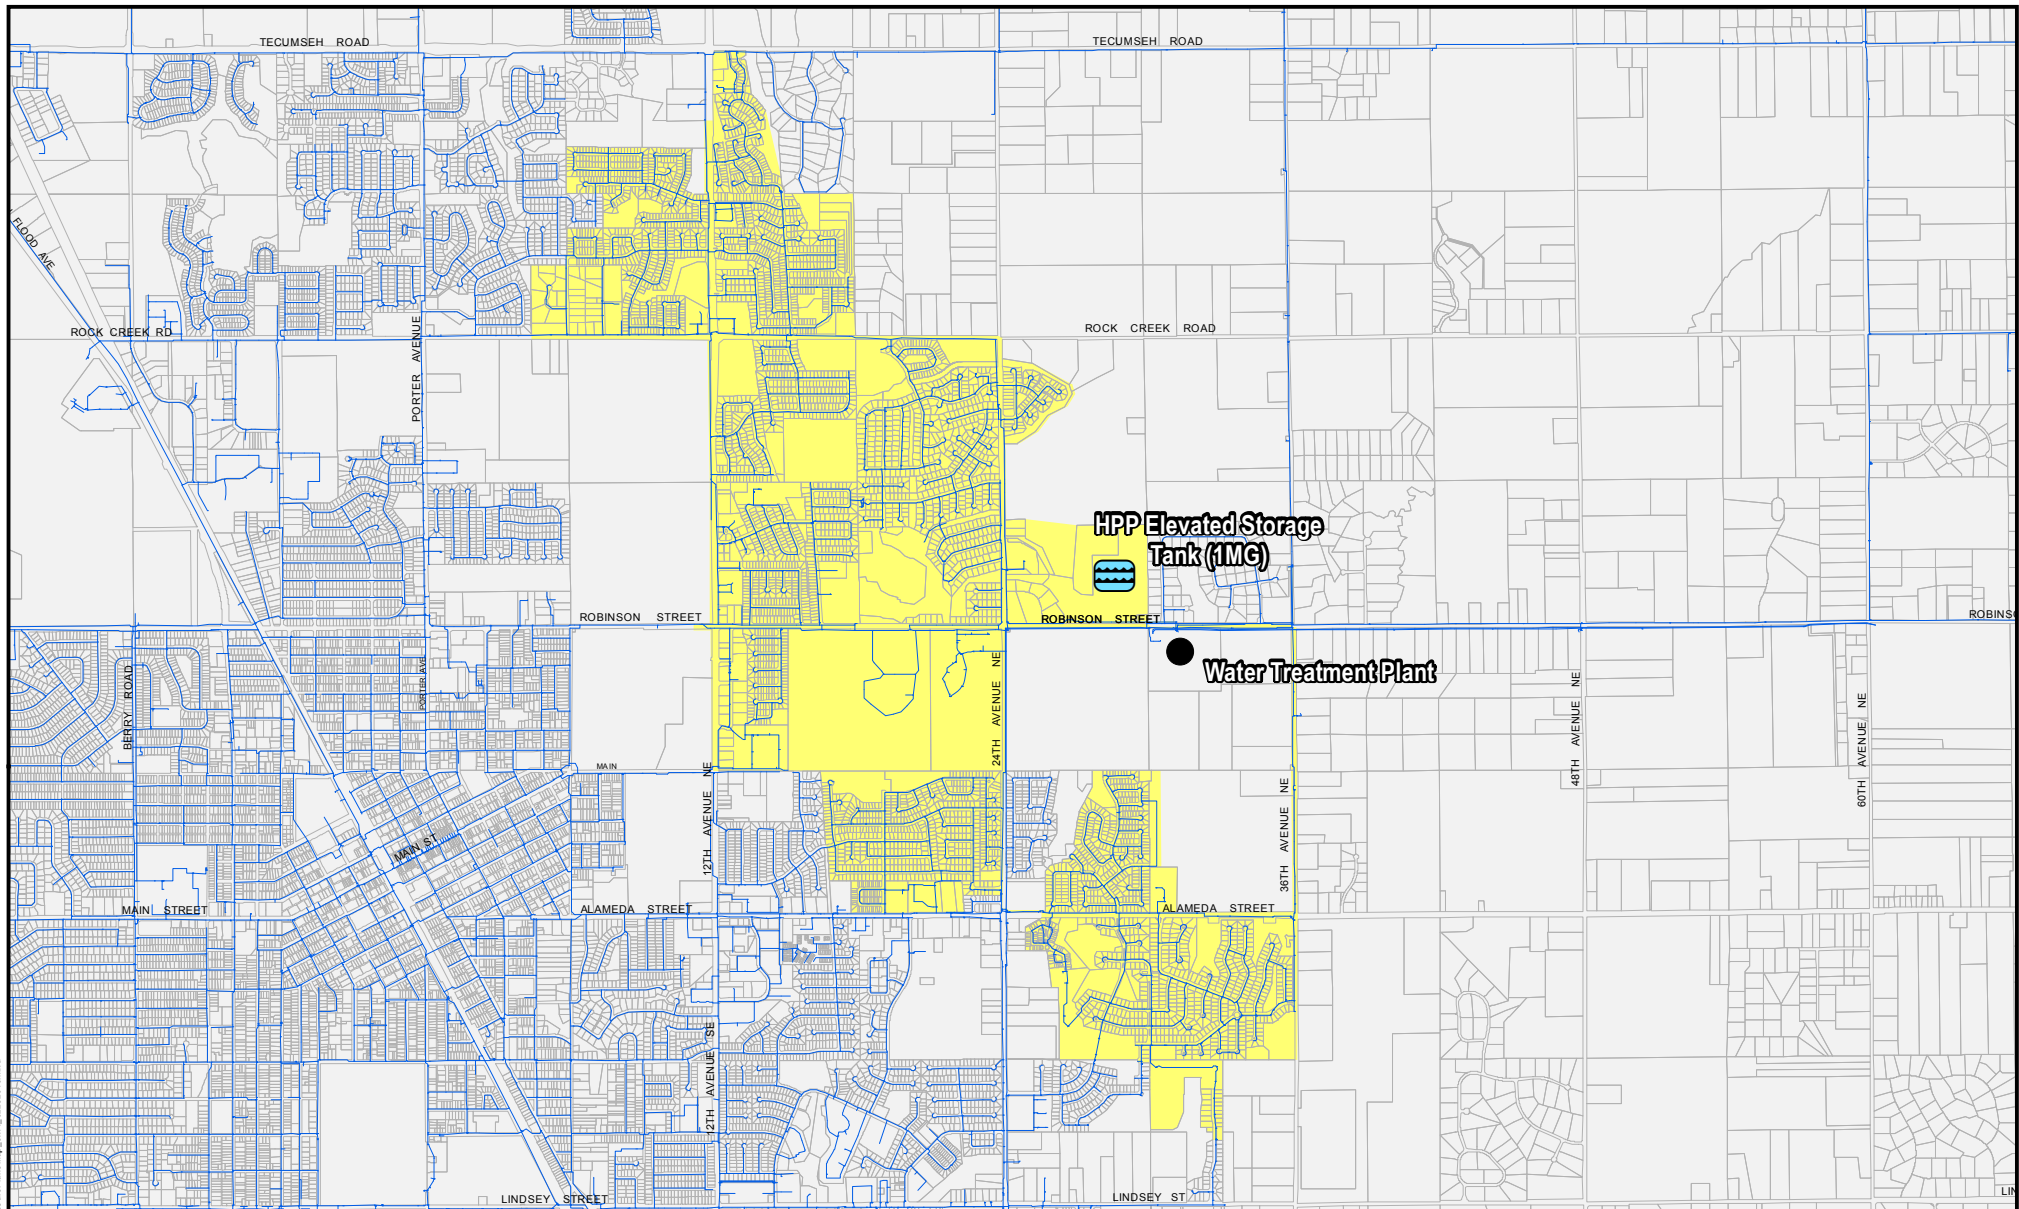 TECUMSEH ROAD
TECUMSEH ROAD
FLOOD AVE
ROCK CREEK RD
PORTER AVENUE
ROCK CREEK ROAD
HPP Elevated Storage
Tank (1MG)
ROBINSON STREET
ROBINSON STREET
ROBINS
Water Treatment Plant
BERRY ROAD
PORTER AVE
24TH AVENUE NE
48TH AVENUE NE
60TH AVENUE NE
MAIN
12TH AVENUE NE
36TH AVENUE NE
MAIN ST
MAIN STREET
ALAMEDA STREET
ALAMEDA STREET
12TH AVENUE SE
LINDSEY STREET
LINDSEY ST
LIN